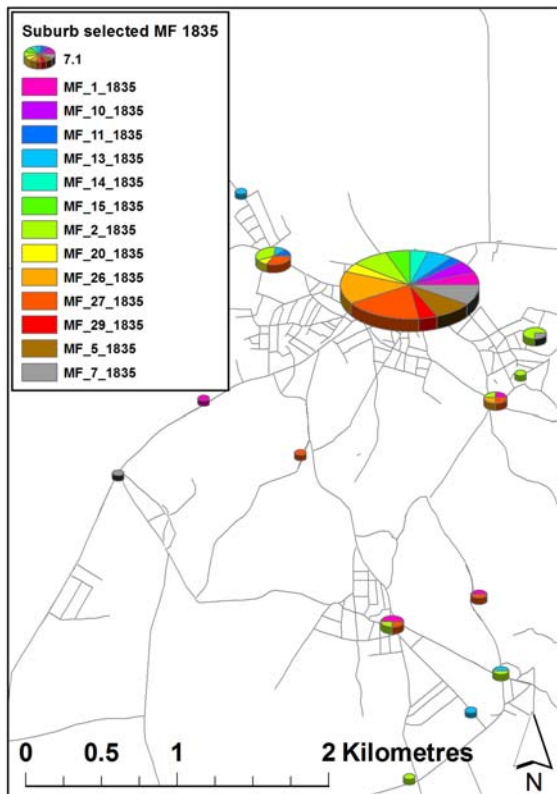 Suburb selected MF 1835
7.1
MF_1_1835
MF_10_1835
MF_11_1835
MF_13_1835
MF_14_1835
MF_15_1835
MF_2_1835
MF_20_1835
MF_26_1835
MF_27_1835
MF_29_1835
MF_5_1835
MF_7_1835
0 0.5 1 2 Kilometres
N